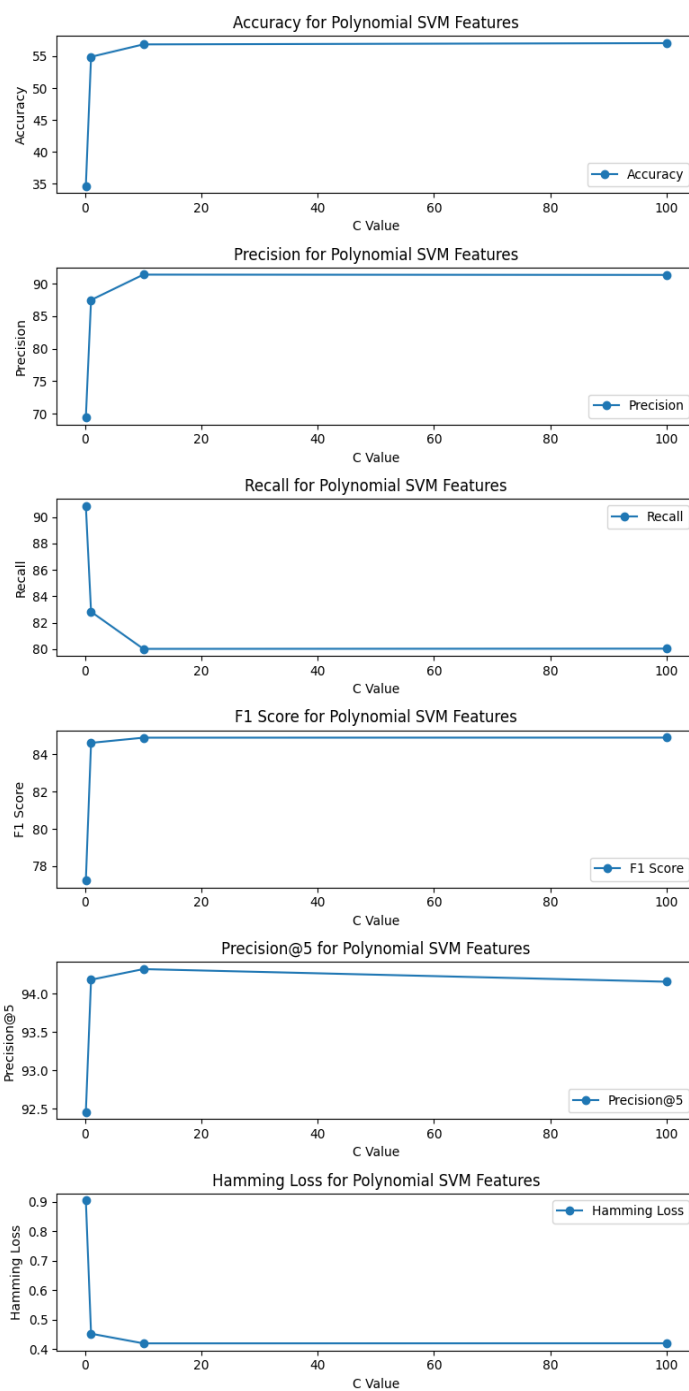 Accuracy for Polynomial SVM Features
55
50
45
40
35
Accuracy
Accuracy
0 20 40 60 80 100
C Value
Precision for Polynomial SVM Features
90
85
80
75
70
Precision
Precision
0 20 40 60 80 100
C Value
Recall for Polynomial SVM Features
90
88
86
84
82
80
Recall
Recall
0 20 40 60 80 100
C Value
F1 Score for Polynomial SVM Features
84
82
80
78
F1 Score
F1 Score
0 20 40 60 80 100
C Value
Precision@5 for Polynomial SVM Features
94.0
93.5
93.0
92.5
Precision@5
Precision@5
0 20 40 60 80 100
C Value
Hamming Loss for Polynomial SVM Features
0.9
0.8
0.7
0.6
0.5
0.4
Hamming Loss
Hamming Loss
0 20 40 60 80 100
C Value